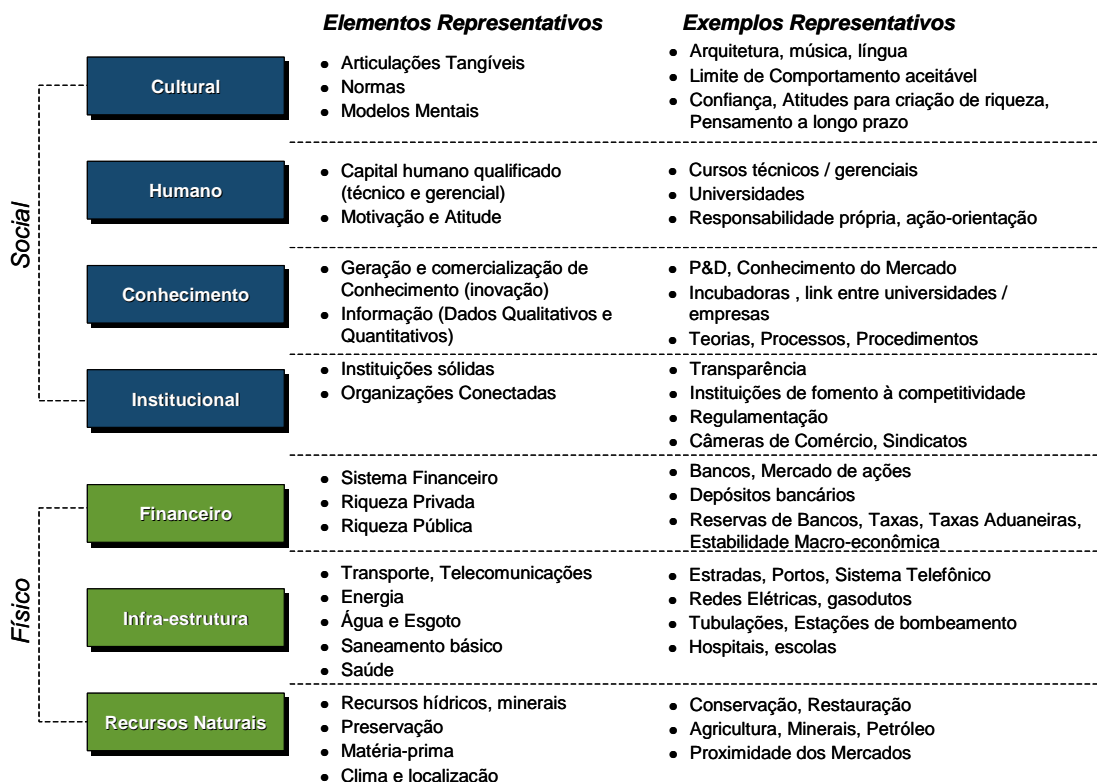 Elementos Representativos
Exemplos Representativos
Social
Cultural
• Articulações Tangíveis
• Normas
• Modelos Mentais
• Arquitetura, música, língua
• Limite de Comportamento aceitável
• Confiança, Atitudes para criação de riqueza,
Pensamento a longo prazo
Humano
• Capital humano qualificado
(técnico e gerencial)
• Motivação e Atitude
• Cursos técnicos / gerenciais
• Universidades
• Responsabilidade própria, ação-orientação
Conhecimento
• Geração e comercialização de
Conhecimento (inovação)
• Informação (Dados Qualitativos e
Quantitativos)
• P&D, Conhecimento do Mercado
• Incubadoras , link entre universidades /
empresas
• Teorias, Processos, Procedimentos
Institucional
• Instituições sólidas
• Organizações Conectadas
• Transparência
• Instituições de fomento à competitividade
• Regulamentação
• Câmeras de Comércio, Sindicatos
Físico
Financeiro
• Sistema Financeiro
• Riqueza Privada
• Riqueza Pública
• Bancos, Mercado de ações
• Depósitos bancários
• Reservas de Bancos, Taxas, Taxas Aduaneiras,
Estabilidade Macro-econômica
Infra-estrutura
• Transporte, Telecomunicações
• Energia
• Água e Esgoto
• Saneamento básico
• Saúde
• Estradas, Portos, Sistema Telefônico
• Redes Elétricas, gasodutos
• Tubulações, Estações de bombeamento
• Hospitais, escolas
Recursos Naturais
• Recursos hídricos, minerais
• Preservação
• Matéria-prima
• Clima e localização
• Conservação, Restauração
• Agricultura, Minerais, Petróleo
• Proximidade dos Mercados